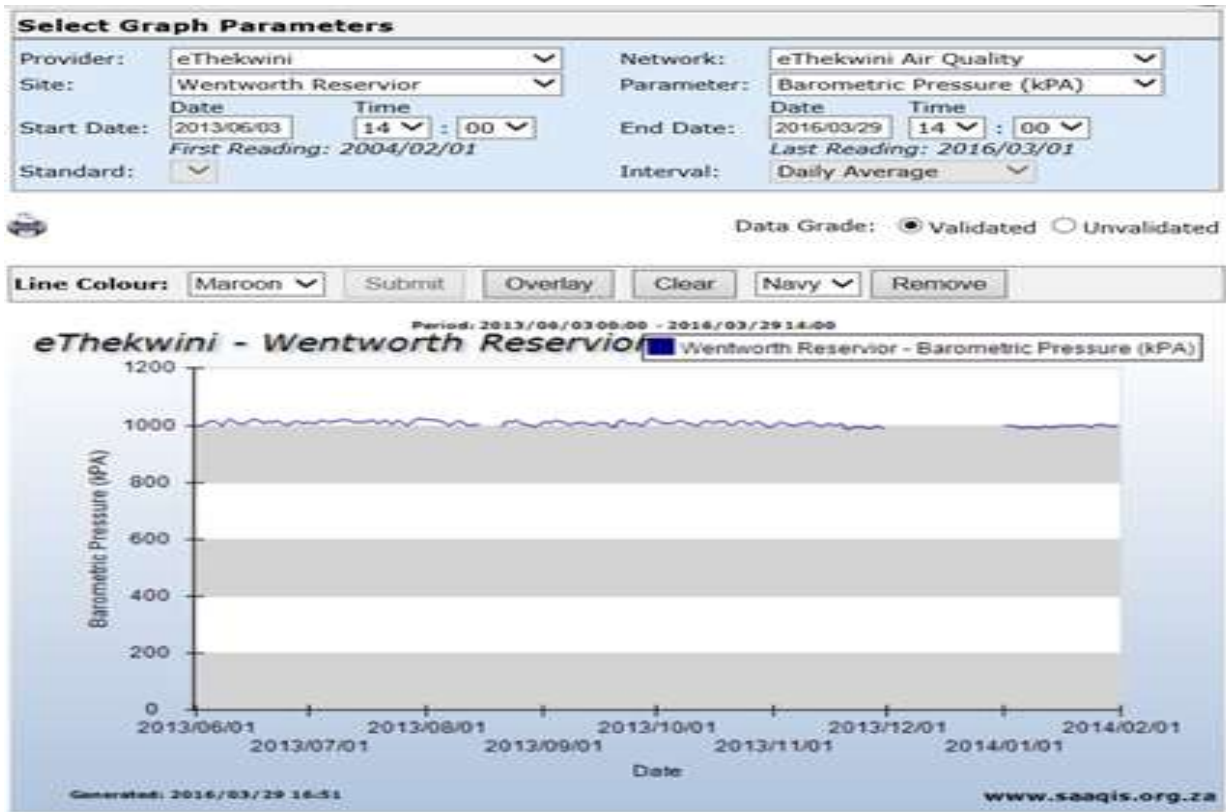 Select Graph Parameters
Provider: eThekwini Network: eThekwini Air Quality
Site: Wentworth Reservior Parameter: Barometric Pressure (kPA)
Date Time Date Time
Start Date: 2013/06/03 14 : 00 End Date: 2016/03/29 14 : 00
First Reading: 2004/02/01 Last Reading: 2016/03/01
Standard: Interval: Daily Average
Data Grade: Validated Unvalidated
Line Colour: Maroon Submit Overlay Clear Navy Remove
Period: 2013/06/03 00:00 - 2016/03/29 14:00
eThekwini - Wentworth Reservior
Wentworth Reservior - Barometric Pressure (kPA)
1200
1000
800
600
400
200
0
Barometric Pressure (kPA)
2013/06/01 2013/08/01 2013/10/01 2013/12/01 2014/02/01
2013/07/01 2013/09/01 2013/11/01 2014/01/01
Date
Generated: 2016/03/29 16:51 www.saaqis.org.za